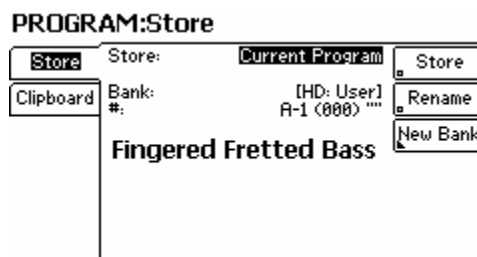 PROGRAM:Store
Store
Store: Current Program
Store
Clipboard
Bank: [HD: User]
Rename
#: A-1 (000) ""
New Bank
Fingered Fretted Bass